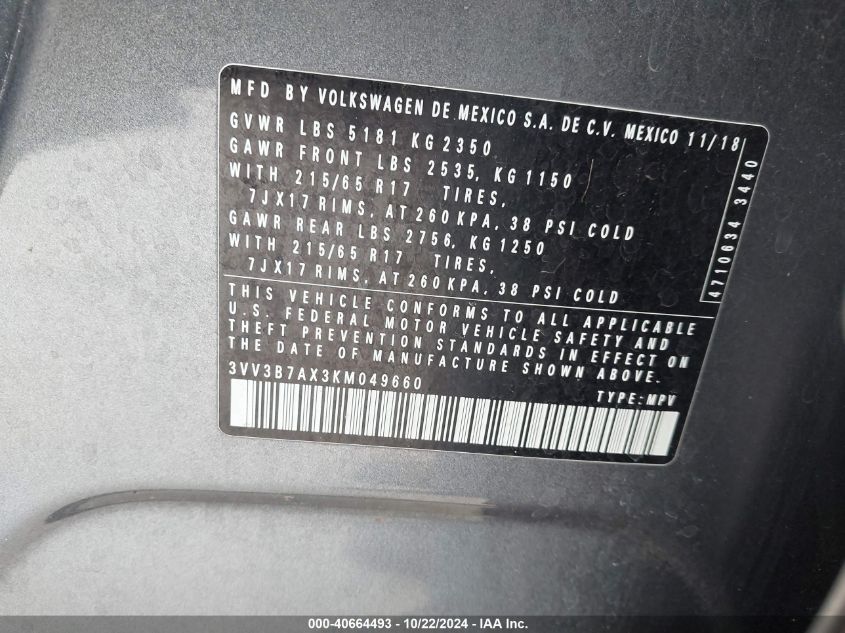 MFD BY VOLKSWAGEN DE MEXICO S.A. DE C.V. MEXICO 11/18
GVWR LBS 5181 KG 2350
GAWR FRONT LBS 2535, KG 1150
WITH 215/65 R17 TIRES,
7JX17 RIMS, AT 260 KPA, 38 PSI COLD
GAWR REAR LBS 2756, KG 1250
WITH 215/65 R17 TIRES,
7JX17 RIMS, AT 260 KPA, 38 PSI COLD
4710634 3440
THIS VEHICLE CONFORMS TO ALL APPLICABLE
U.S. FEDERAL MOTOR VEHICLE SAFETY AND
THEFT PREVENTION STANDARDS IN EFFECT ON
THE DATE OF MANUFACTURE SHOWN ABOVE.
3VV3B7AX3KM049660
TYPE: MPV
000-40664493 - 10/22/2024 - IAA Inc.